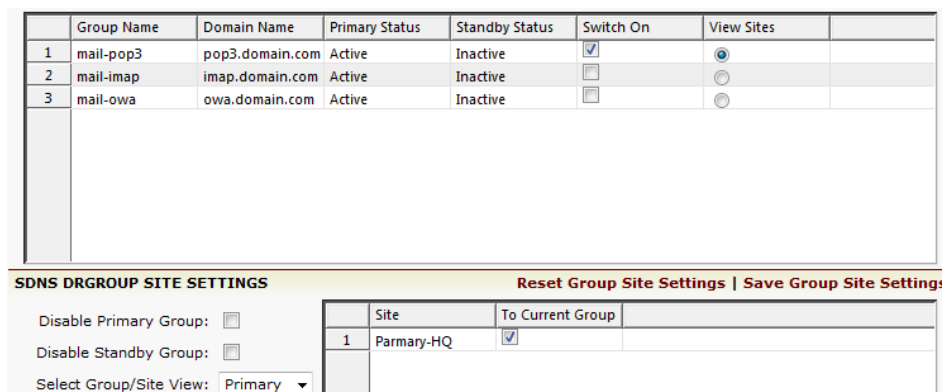 Group Name Domain Name Primary Status Standby Status Switch On View Sites
1 mail-pop3 pop3.domain.com Active Inactive
2 mail-imap imap.domain.com Active Inactive
3 mail-owa owa.domain.com Active Inactive
SDNS DRGROUP SITE SETTINGS Reset Group Site Settings | Save Group Site Settings
Disable Primary Group:
Disable Standby Group:
Select Group/Site View: Primary
Site To Current Group
1 Parmary-HQ